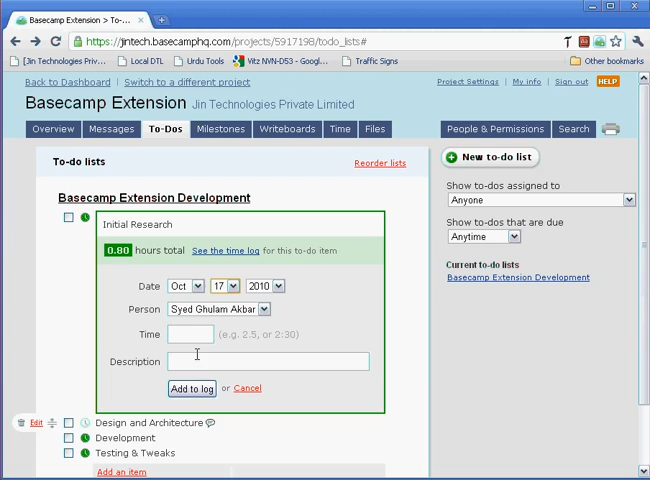 Basecamp Extension > To-...
https://jintech.basecamphq.com/projects/5917198/todo_lists#
[Jin Technologies Priv... Local DTL Urdu Tools Vitz NVN-D53 - Googl... Traffic Signs Other bookmarks
Back to Dashboard | Switch to a different project
Project Settings | My info | Sign out HELP
Basecamp Extension Jin Technologies Private Limited
Overview Messages To-Dos Milestones Writeboards Time Files People & Permissions Search
To-do lists
Reorder lists
New to-do list
Show to-dos assigned to
Anyone
Show to-dos that are due
Anytime
Current to-do lists
Basecamp Extension Development
Basecamp Extension Development
Initial Research
0.80 hours total See the time log for this to-do item
Date Oct 17 2010
Person Syed Ghulam Akbar
Time (e.g. 2.5, or 2:30)
Description
Add to log or Cancel
Edit Design and Architecture
Development
Testing & Tweaks
Add an item